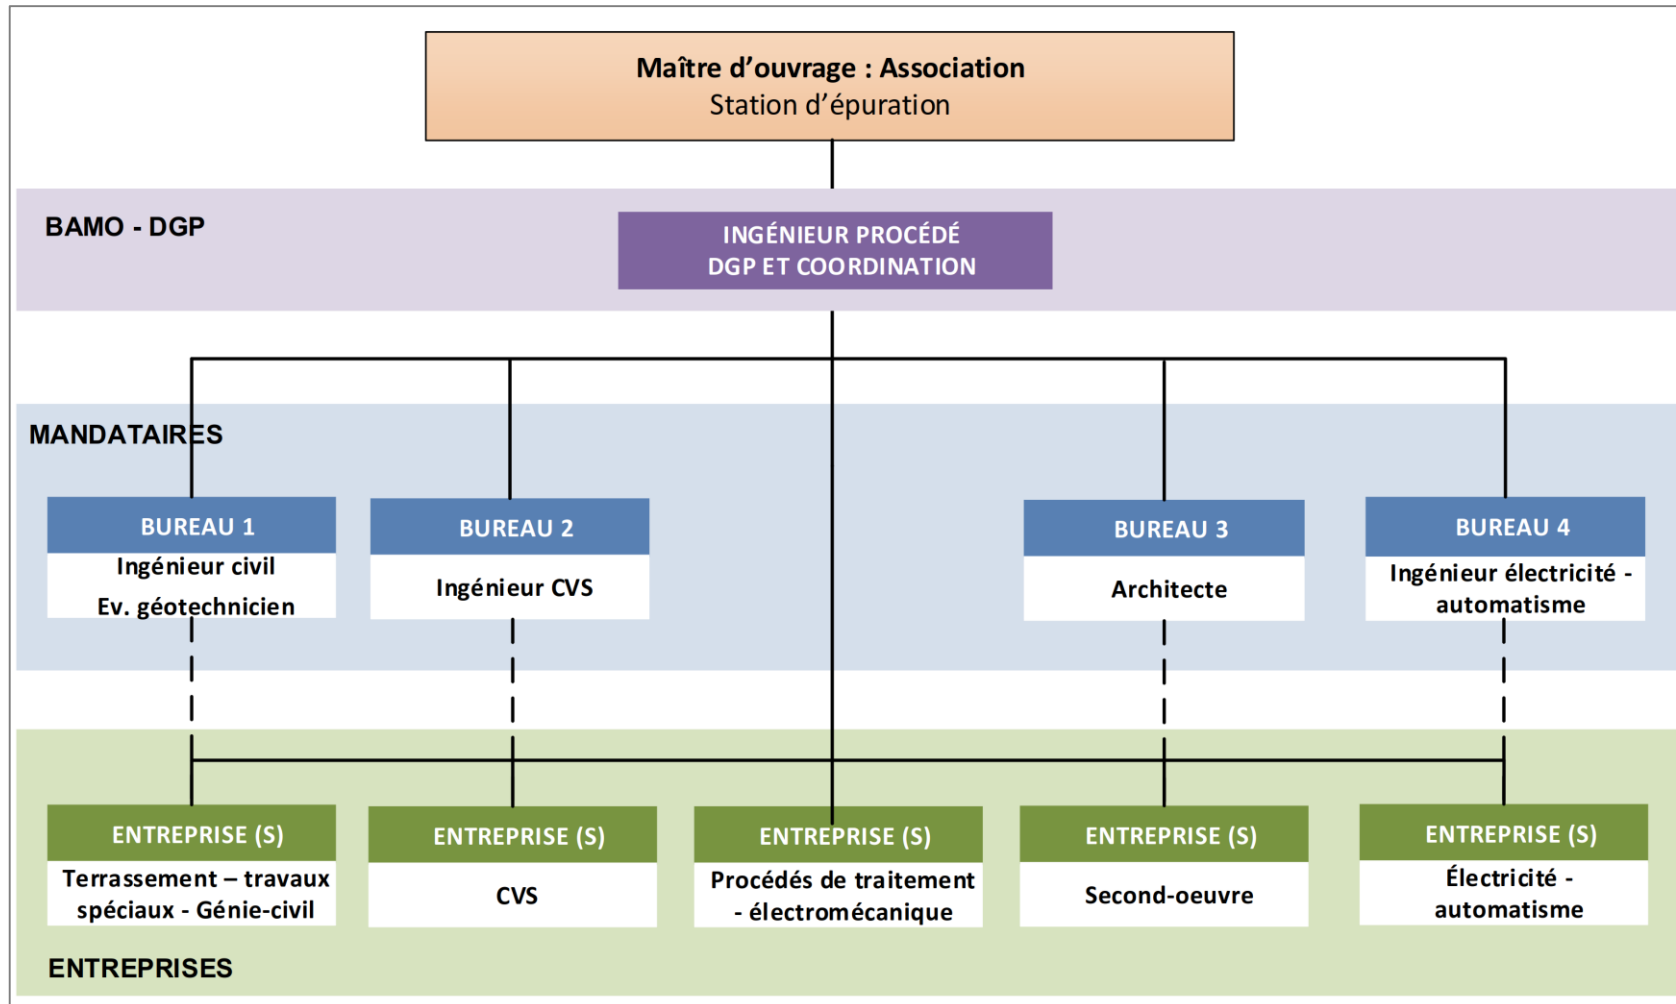 Maître d'ouvrage : Association
Station d'épuration
BAMO - DGP
INGÉNIEUR PROCÉDÉ
DGP ET COORDINATION
MANDATAIRES
BUREAU 1
Ingénieur civil
Ev. géotechnicien
BUREAU 2
Ingénieur CVS
BUREAU 3
Architecte
BUREAU 4
Ingénieur électricité -
automatisme
ENTREPRISE (S)
Terrassement – travaux
spéciaux - Génie-civil
ENTREPRISE (S)
CVS
ENTREPRISE (S)
Procédés de traitement
- électromécanique
ENTREPRISE (S)
Second-oeuvre
ENTREPRISE (S)
Électricité -
automatisme
ENTREPRISES